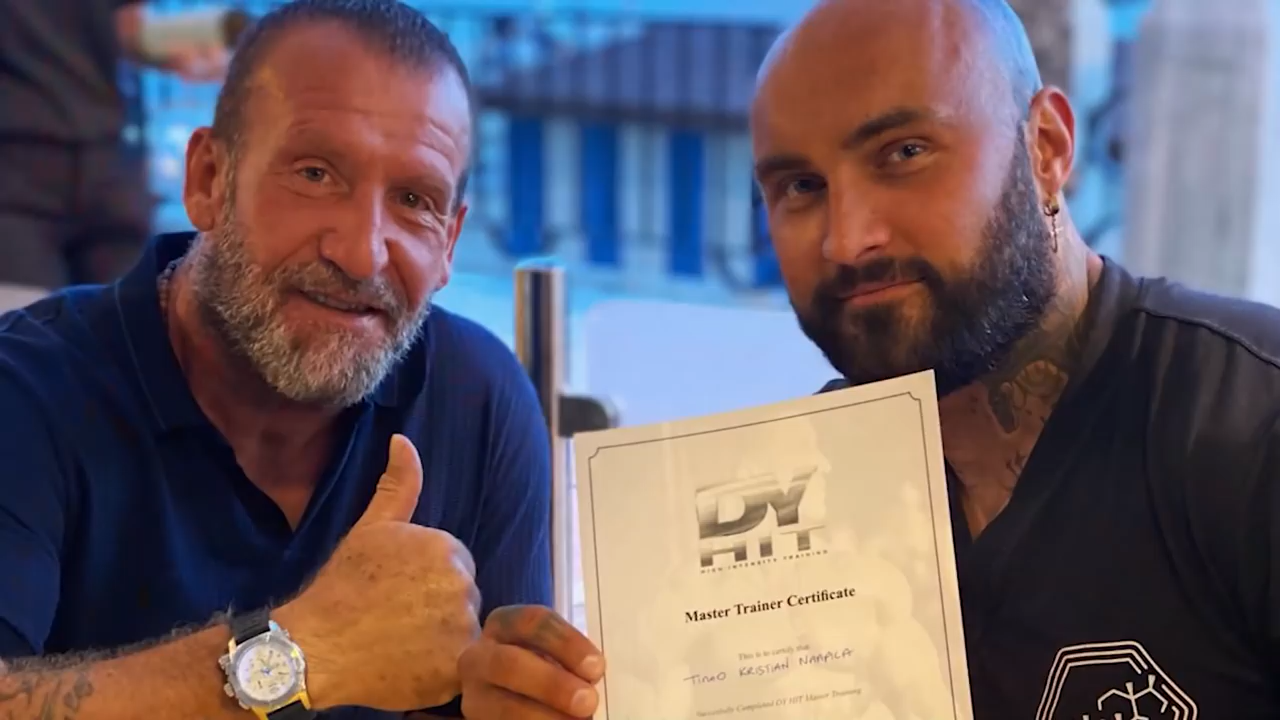 DY
HIT
HIGH INTENSITY TRAINING
Master Trainer Certificate
This is to certify that
TIMO KRISTIAN NAAPILA
Successfully Completed DY HIT Master Training